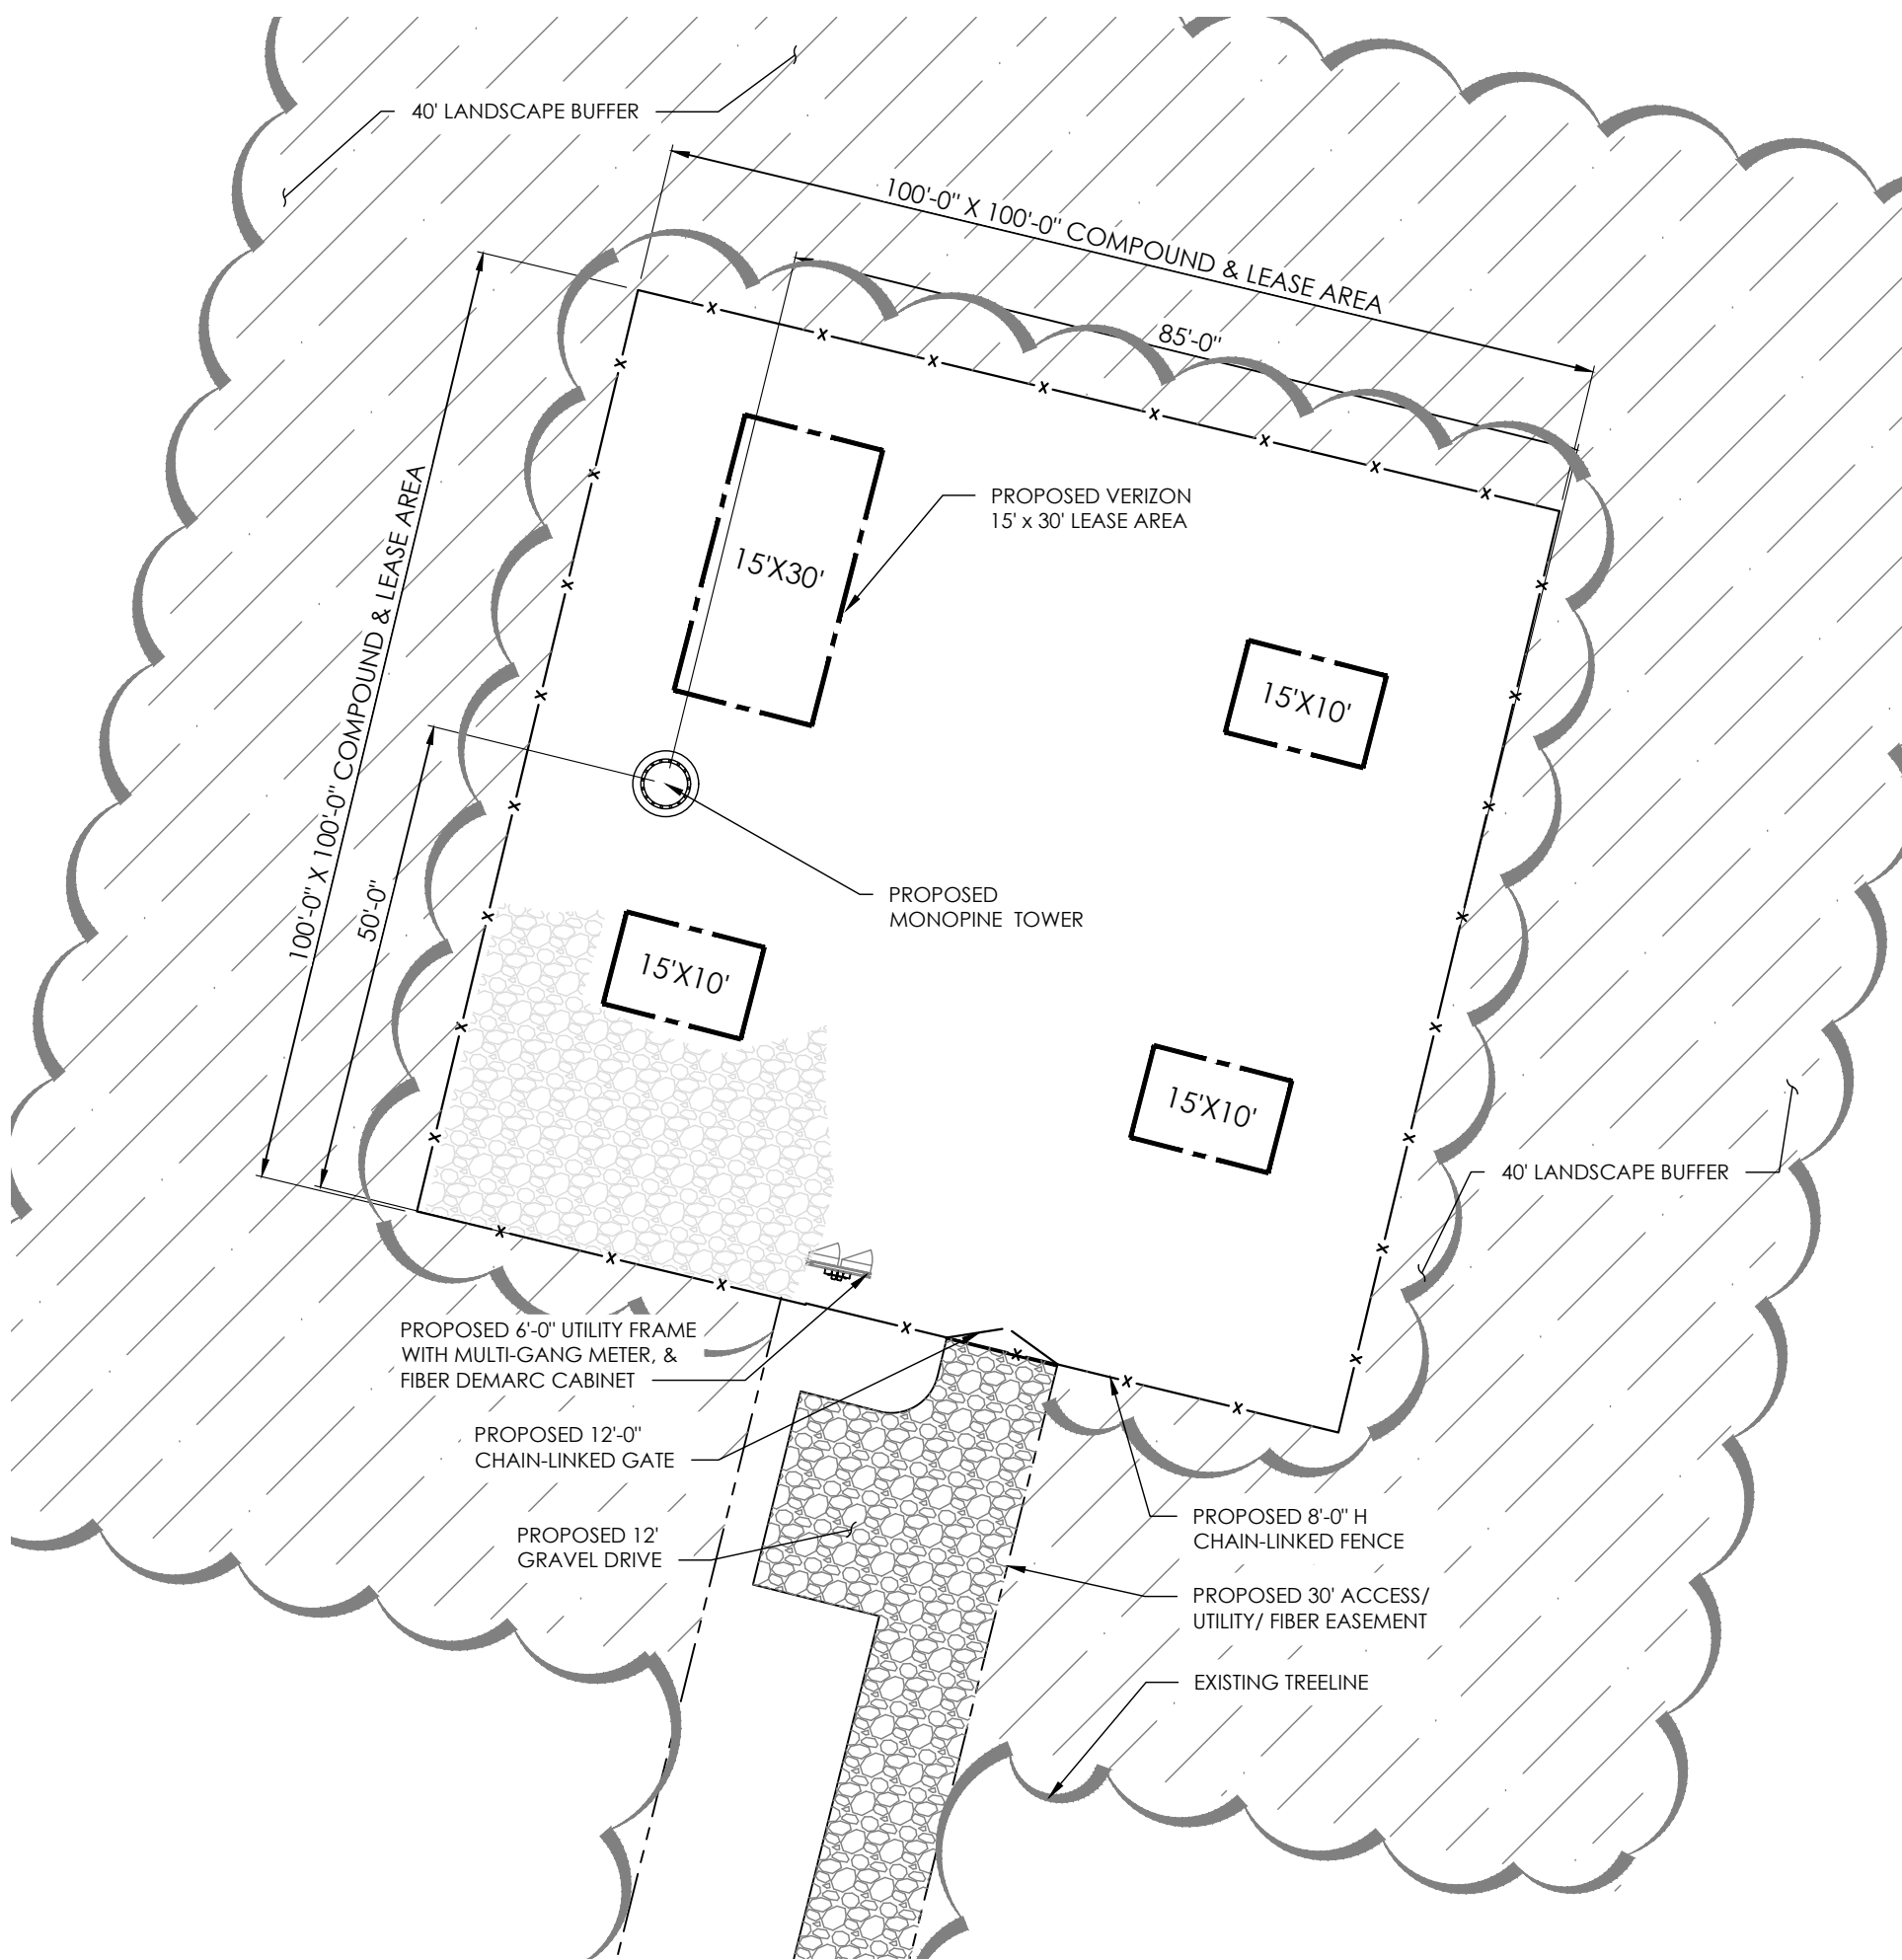 40' LANDSCAPE BUFFER
100'-0" X 100'-0" COMPOUND & LEASE AREA
85'-0"
100'-0" X 100'-0" COMPOUND & LEASE AREA
50'-0"
PROPOSED VERIZON
15' x 30' LEASE AREA
15'X30'
15'X10'
PROPOSED
MONOPINE TOWER
15'X10'
15'X10'
40' LANDSCAPE BUFFER
PROPOSED 6'-0" UTILITY FRAME
WITH MULTI-GANG METER, &
FIBER DEMARC CABINET
PROPOSED 12'-0"
CHAIN-LINKED GATE
PROPOSED 12'
GRAVEL DRIVE
PROPOSED 8'-0" H
CHAIN-LINKED FENCE
PROPOSED 30' ACCESS/
UTILITY/ FIBER EASEMENT
EXISTING TREELINE